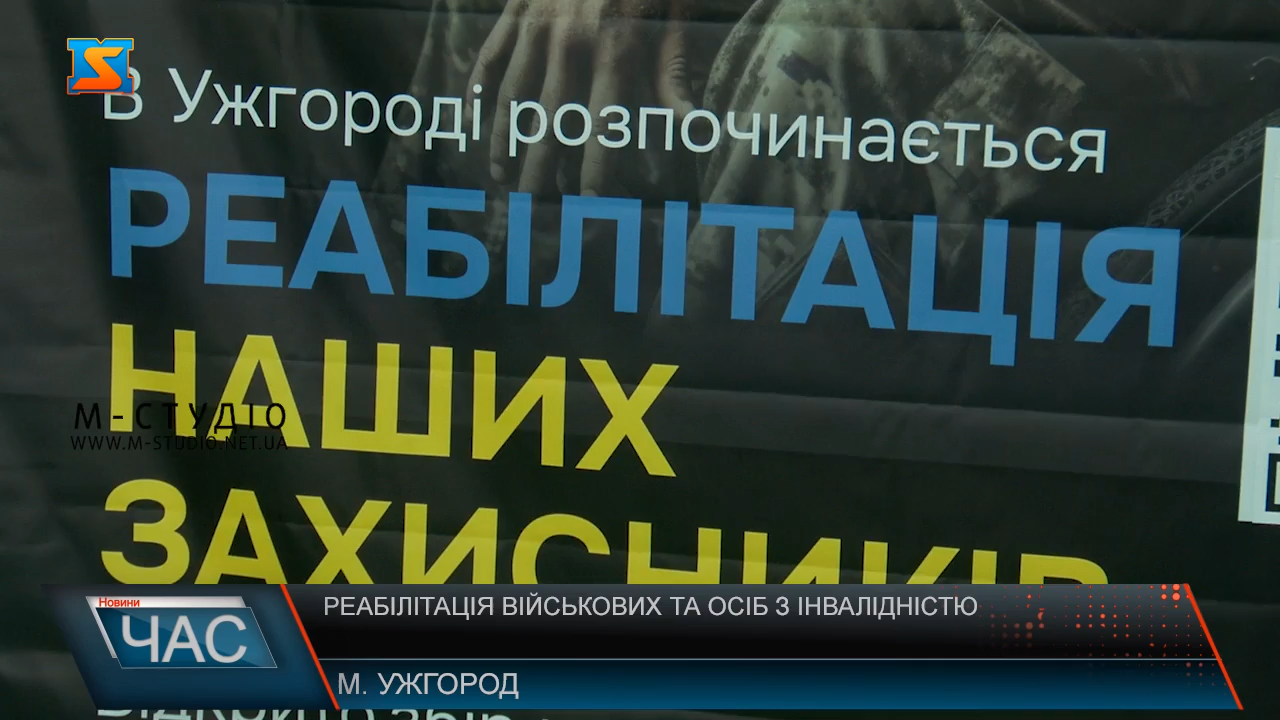 В Ужгороді розпочинається
РЕАБІЛІТАЦІЯ
НАШИХ
М-СТУДІО
WWW.M-STUDIO.NET.UA
ЗАХИСНИКІВ
Новини
ЧАС
РЕАБІЛІТАЦІЯ ВІЙСЬКОВИХ ТА ОСІБ З ІНВАЛІДНІСТЮ
М. УЖГОРОД